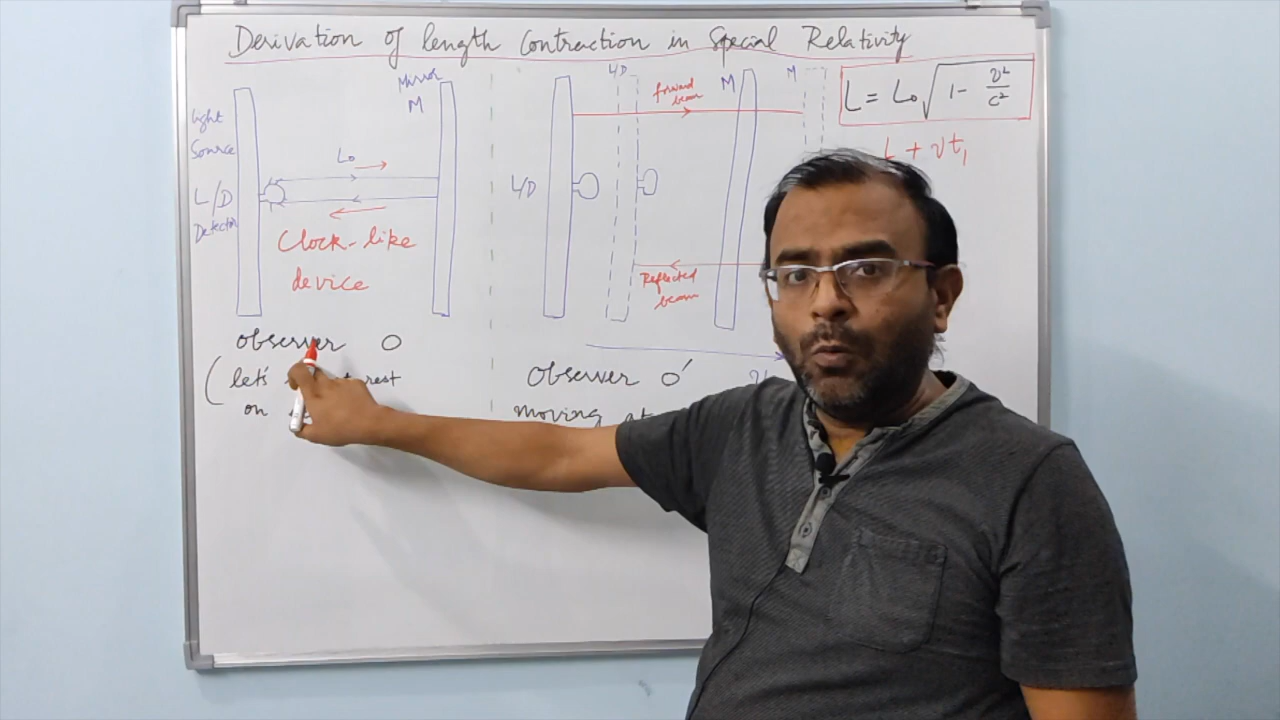 Derivation of length Contraction in Special Relativity
light
Source
L/D
Detector
L₀
Clock-like
device
Mirror
M
observer O
(let's rest
on
L/D
L/D
forward
beam
M
M
Reflected
beam
Observer O'
moving at
L = L₀√1 - v²/c²
L + vt₁